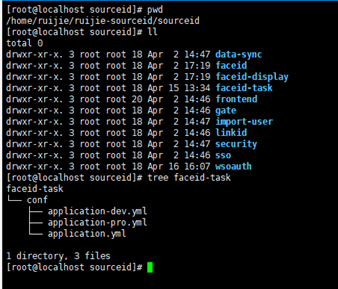 [root@localhost sourceid]# pwd
/home/ruijie/ruijie-sourceid/sourceid
[root@localhost sourceid]# ll
total 0
drwxr-xr-x. 3 root root 18 Apr  2 14:47 data-sync
drwxr-xr-x. 3 root root 18 Apr  2 17:19 faceid
drwxr-xr-x. 3 root root 18 Apr  2 17:19 faceid-display
drwxr-xr-x. 3 root root 18 Apr 15 13:34 faceid-task
drwxr-xr-x. 3 root root 20 Apr  2 14:46 frontend
drwxr-xr-x. 3 root root 18 Apr  2 14:46 gate
drwxr-xr-x. 3 root root 18 Apr  2 14:47 import-user
drwxr-xr-x. 3 root root 18 Apr  2 14:46 linkid
drwxr-xr-x. 3 root root 18 Apr  2 14:47 security
drwxr-xr-x. 3 root root 18 Apr  2 14:46 sso
drwxr-xr-x. 3 root root 18 Apr 16 16:07 wsoauth
[root@localhost sourceid]# tree faceid-task
faceid-task
└── conf
    ├── application-dev.yml
    ├── application-pro.yml
    └── application.yml

1 directory, 3 files
[root@localhost sourceid]#